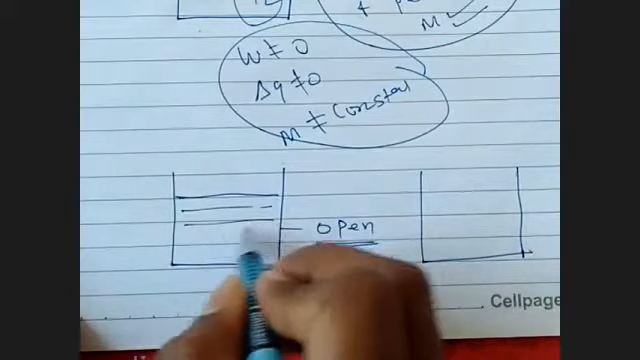 M
W ≠ 0
Δq ≠ 0
M ≠ Constant
open
Cellpage